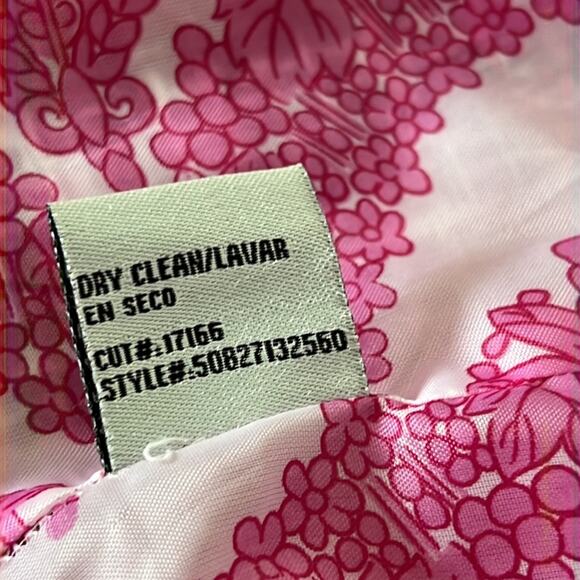 DRY CLEAN/LAVAR
EN SECO
CUT#:17166
STYLE#:50827132560